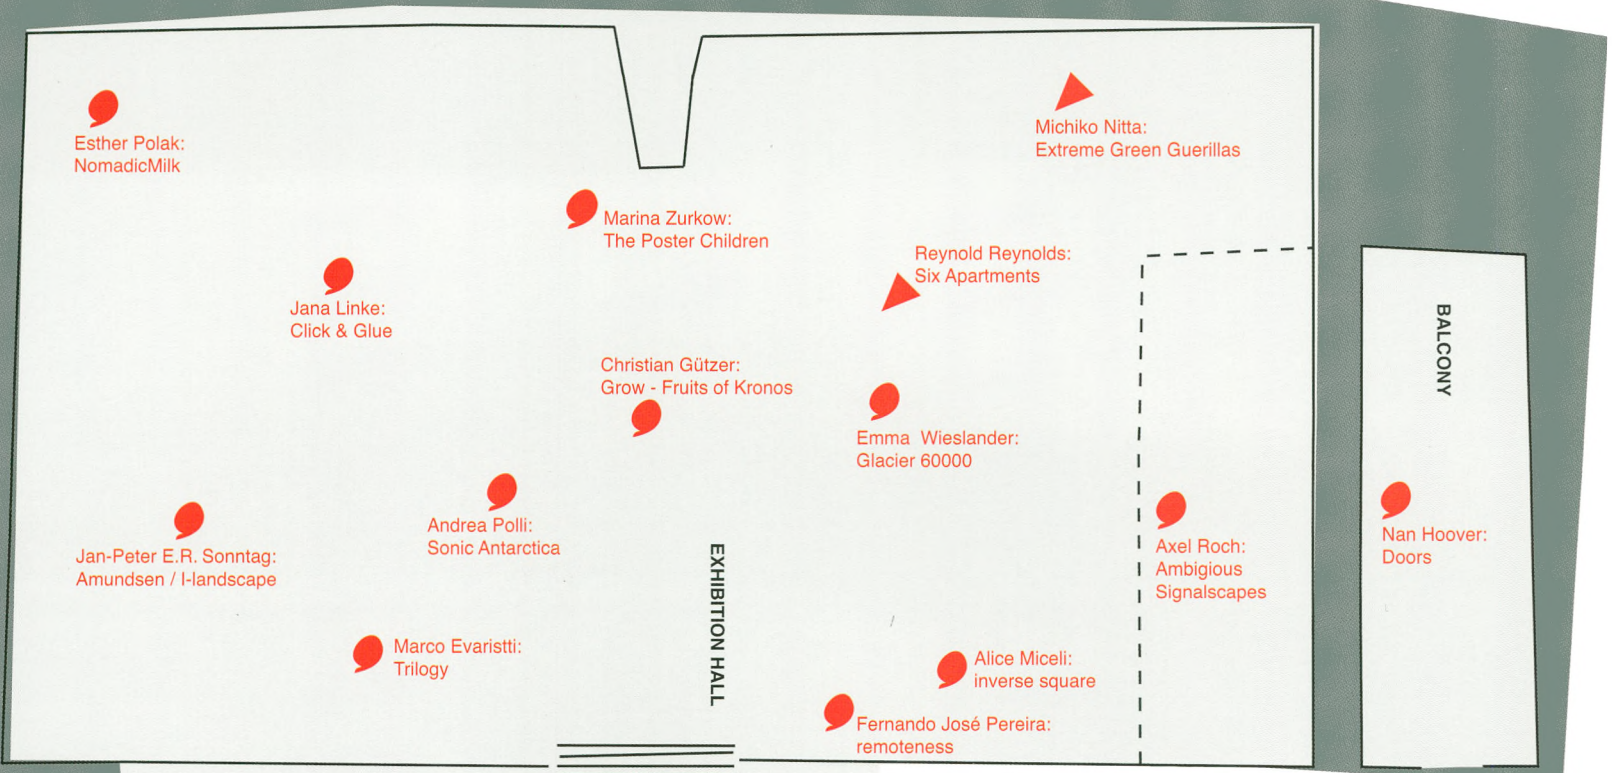 Esther Polak:
NomadicMilk
Michiko Nitta:
Extreme Green Guerillas
Marina Zurkow:
The Poster Children
Reynold Reynolds:
Six Apartments
Jana Linke:
Click & Glue
BALCONY
Christian Gützer:
Grow - Fruits of Kronos
Emma Wieslander:
Glacier 60000
Andrea Polli:
Sonic Antarctica
Jan-Peter E.R. Sonntag:
Amundsen / I-landscape
EXHIBITION HALL
Axel Roch:
Ambigious
Signalscapes
Nan Hoover:
Doors
Marco Evaristti:
Trilogy
Alice Miceli:
inverse square
Fernando José Pereira:
remoteness